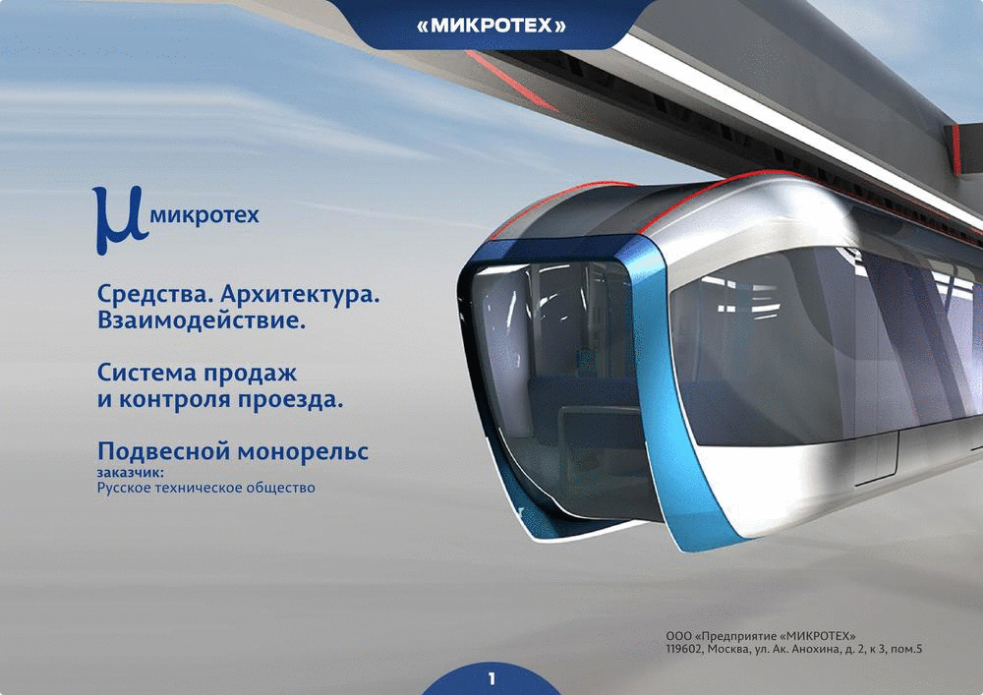 «МИКРОТЕХ»
µ микротех
Средства. Архитектура.
Взаимодействие.
Система продаж
и контроля проезда.
Подвесной монорельс
заказчик:
Русское техническое общество
ООО «Предприятие «МИКРОТЕХ»
119602, Москва, ул. Ак. Анохина, д. 2, к 3, пом.5
1